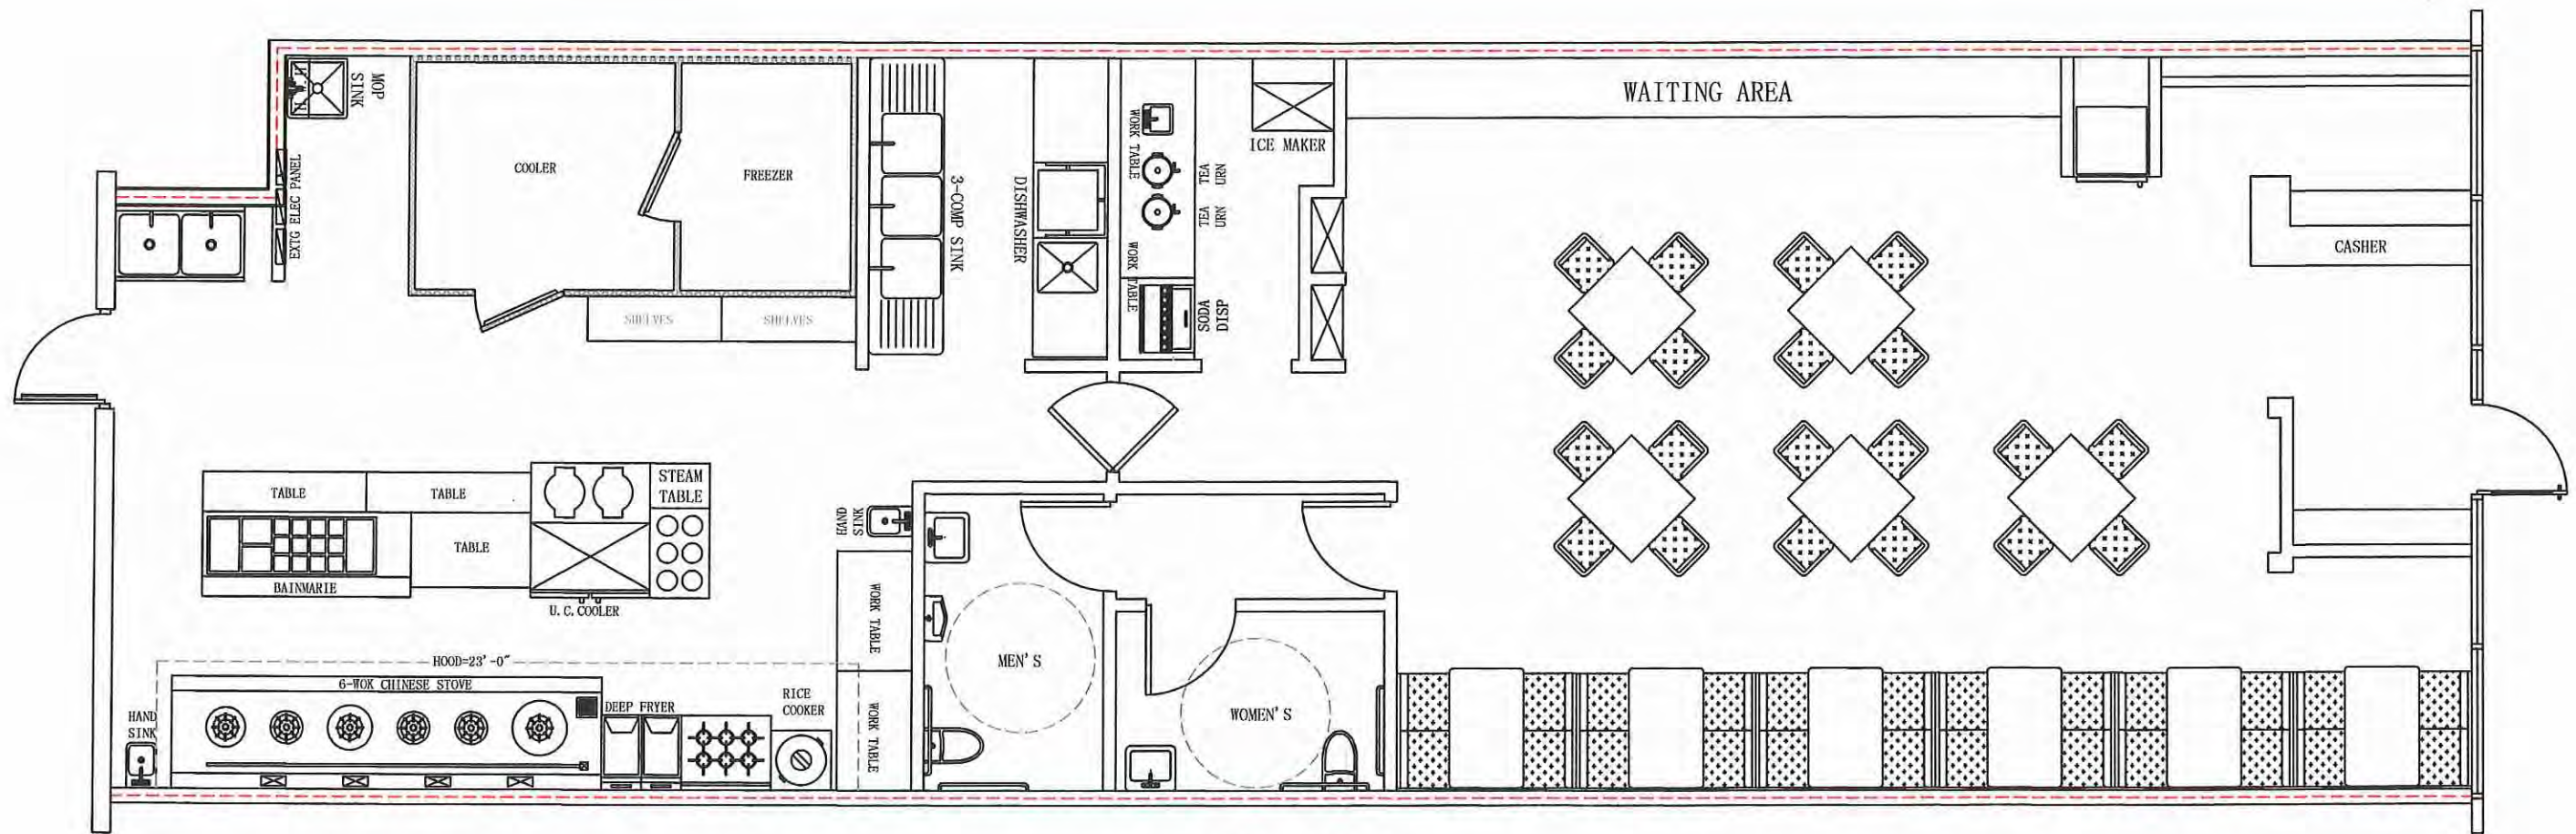 MOP
SINK
H.W.H
EXTG ELEC PANEL
COOLER
FREEZER
SHELVES
SHELVES
3-COMP SINK
DISHWASHER
WORK TABLE
WORK TABLE
TEA
URN
TEA
URN
SODA
DISP
ICE MAKER
WAITING AREA
CASHER
TABLE
TABLE
STEAM
TABLE
TABLE
BAINMARIE
U.C.COOLER
HAND
SINK
WORK TABLE
WORK TABLE
HOOD=23'-0"
6-WOK CHINESE STOVE
HAND
SINK
DEEP FRYER
RICE
COOKER
MEN'S
WOMEN'S